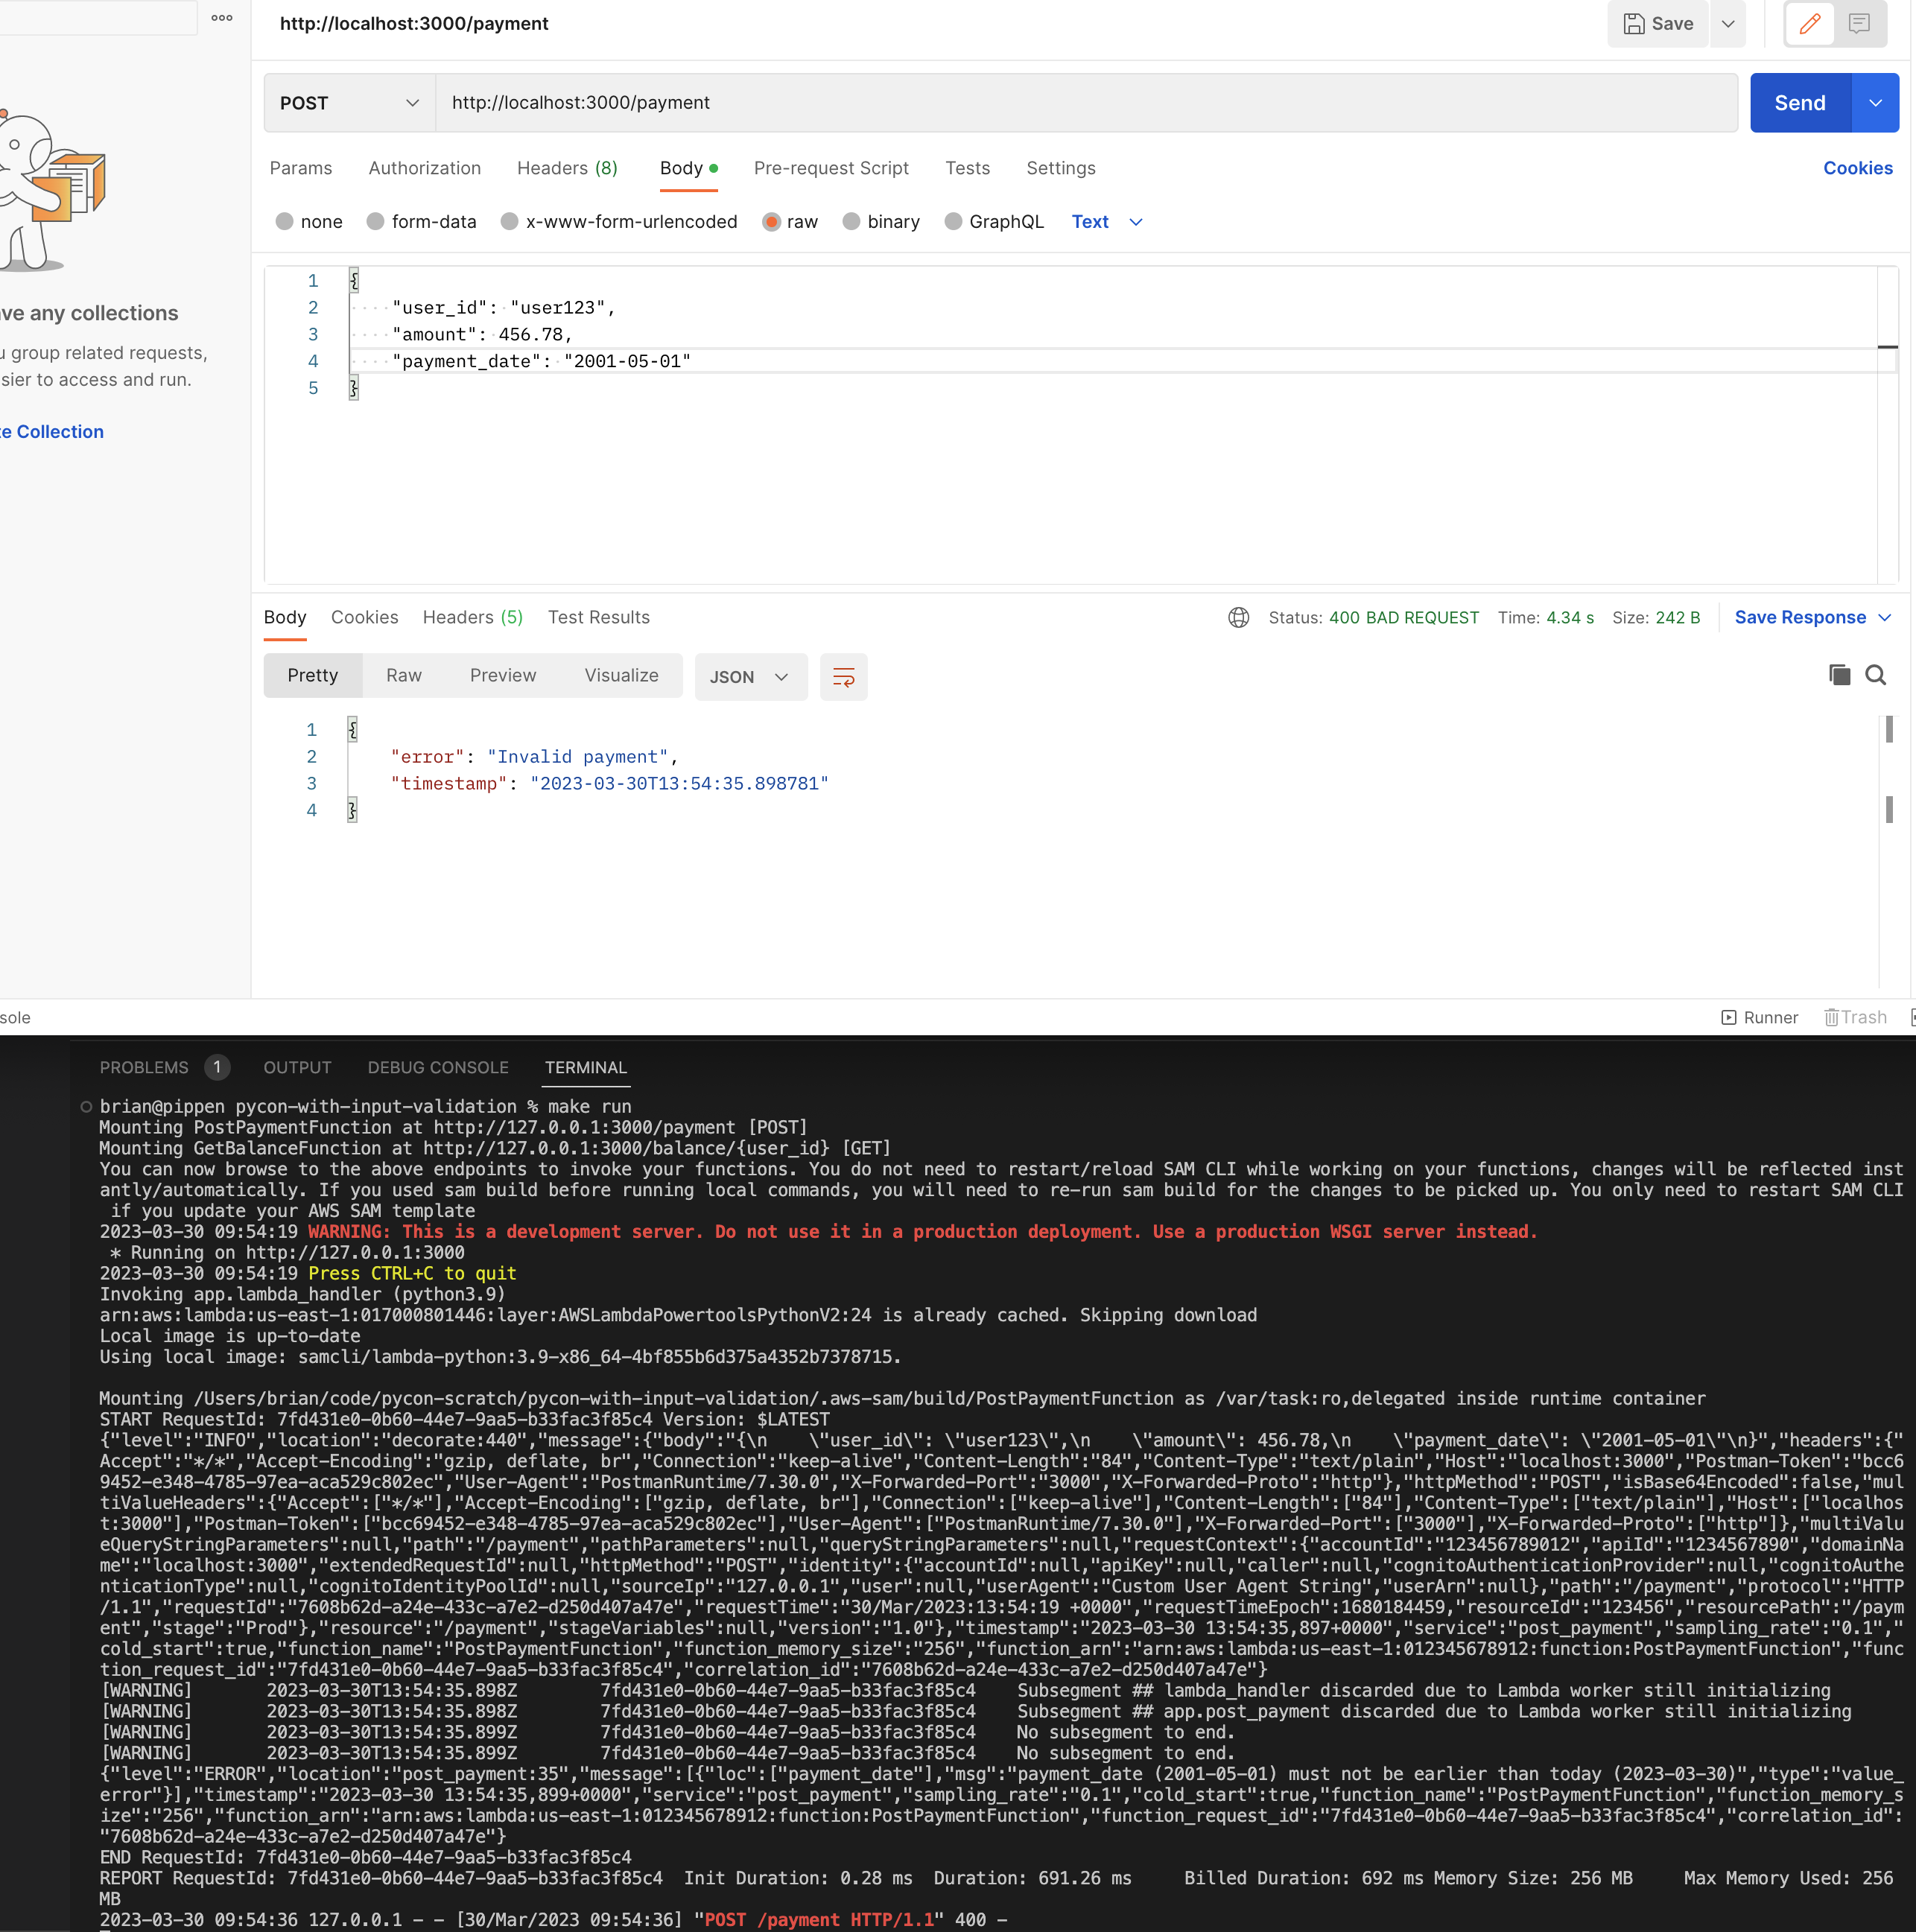 http://localhost:3000/payment
Save
POST
http://localhost:3000/payment
Send
Params Authorization Headers (8) Body Pre-request Script Tests Settings Cookies
none form-data x-www-form-urlencoded raw binary GraphQL Text
1 {
2 "user_id": "user123",
3 "amount": 456.78,
4 "payment_date": "2001-05-01"
5 }
ve any collections
u group related requests,
sier to access and run.
te Collection
Body Cookies Headers (5) Test Results Status: 400 BAD REQUEST Time: 4.34 s Size: 242 B Save Response
Pretty Raw Preview Visualize JSON
1 {
2 "error": "Invalid payment",
3 "timestamp": "2023-03-30T13:54:35.898781"
4 }
sole Runner Trash
PROBLEMS 1 OUTPUT DEBUG CONSOLE TERMINAL
brian@pippen pycon-with-input-validation % make run
Mounting PostPaymentFunction at http://127.0.0.1:3000/payment [POST]
Mounting GetBalanceFunction at http://127.0.0.1:3000/balance/{user_id} [GET]
You can now browse to the above endpoints to invoke your functions. You do not need to restart/reload SAM CLI while working on your functions, changes will be reflected inst
antly/automatically. If you used sam build before running local commands, you will need to re-run sam build for the changes to be picked up. You only need to restart SAM CLI
if you update your AWS SAM template
2023-03-30 09:54:19 WARNING: This is a development server. Do not use it in a production deployment. Use a production WSGI server instead.
* Running on http://127.0.0.1:3000
2023-03-30 09:54:19 Press CTRL+C to quit
Invoking app.lambda_handler (python3.9)
arn:aws:lambda:us-east-1:017000801446:layer:AWSLambdaPowertoolsPythonV2:24 is already cached. Skipping download
Local image is up-to-date
Using local image: samcli/lambda-python:3.9-x86_64-4bf855b6d375a4352b7378715.
Mounting /Users/brian/code/pycon-scratch/pycon-with-input-validation/.aws-sam/build/PostPaymentFunction as /var/task:ro,delegated inside runtime container
START RequestId: 7fd431e0-0b60-44e7-9aa5-b33fac3f85c4 Version: $LATEST
{"level":"INFO","location":"decorate:440","message":{"body":"{\n    \"user_id\": \"user123\",\n    \"amount\": 456.78,\n    \"payment_date\": \"2001-05-01\"\n}","headers":{"
Accept":"*/*","Accept-Encoding":"gzip, deflate, br","Connection":"keep-alive","Content-Length":"84","Content-Type":"text/plain","Host":"localhost:3000","Postman-Token":"bcc6
9452-e348-4785-97ea-aca529c802ec","User-Agent":"PostmanRuntime/7.30.0","X-Forwarded-Port":"3000","X-Forwarded-Proto":"http"},"httpMethod":"POST","isBase64Encoded":false,"mul
tiValueHeaders":{"Accept":["*/*"],"Accept-Encoding":["gzip, deflate, br"],"Connection":["keep-alive"],"Content-Length":["84"],"Content-Type":["text/plain"],"Host":["localhos
t:3000"],"Postman-Token":["bcc69452-e348-4785-97ea-aca529c802ec"],"User-Agent":["PostmanRuntime/7.30.0"],"X-Forwarded-Port":["3000"],"X-Forwarded-Proto":["http"]},"multiValu
eQueryStringParameters":null,"path":"/payment","pathParameters":null,"queryStringParameters":null,"requestContext":{"accountId":"123456789012","apiId":"1234567890","domainNa
me":"localhost:3000","extendedRequestId":null,"httpMethod":"POST","identity":{"accountId":null,"apiKey":null,"caller":null,"cognitoAuthenticationProvider":null,"cognitoAuthe
nticationType":null,"cognitoIdentityPoolId":null,"sourceIp":"127.0.0.1","user":null,"userAgent":"Custom User Agent String","userArn":null},"path":"/payment","protocol":"HTTP
/1.1","requestId":"7608b62d-a24e-433c-a7e2-d250d407a47e","requestTime":"30/Mar/2023:13:54:19 +0000","requestTimeEpoch":1680184459,"resourceId":"123456","resourcePath":"/paym
ent","stage":"Prod"},"resource":"/payment","stageVariables":null,"version":"1.0"},"timestamp":"2023-03-30 13:54:35,897+0000","service":"post_payment","sampling_rate":"0.1","
cold_start":true,"function_name":"PostPaymentFunction","function_memory_size":"256","function_arn":"arn:aws:lambda:us-east-1:012345678912:function:PostPaymentFunction","func
tion_request_id":"7fd431e0-0b60-44e7-9aa5-b33fac3f85c4","correlation_id":"7608b62d-a24e-433c-a7e2-d250d407a47e"}
[WARNING] 2023-03-30T13:54:35.898Z 7fd431e0-0b60-44e7-9aa5-b33fac3f85c4 Subsegment ## lambda_handler discarded due to Lambda worker still initializing
[WARNING] 2023-03-30T13:54:35.898Z 7fd431e0-0b60-44e7-9aa5-b33fac3f85c4 Subsegment ## app.post_payment discarded due to Lambda worker still initializing
[WARNING] 2023-03-30T13:54:35.899Z 7fd431e0-0b60-44e7-9aa5-b33fac3f85c4 No subsegment to end.
[WARNING] 2023-03-30T13:54:35.899Z 7fd431e0-0b60-44e7-9aa5-b33fac3f85c4 No subsegment to end.
{"level":"ERROR","location":"post_payment:35","message":[{"loc":["payment_date"],"msg":"payment_date (2001-05-01) must not be earlier than today (2023-03-30)","type":"value_
error"}],"timestamp":"2023-03-30 13:54:35,899+0000","service":"post_payment","sampling_rate":"0.1","cold_start":true,"function_name":"PostPaymentFunction","function_memory_s
ize":"256","function_arn":"arn:aws:lambda:us-east-1:012345678912:function:PostPaymentFunction","function_request_id":"7fd431e0-0b60-44e7-9aa5-b33fac3f85c4","correlation_id":
"7608b62d-a24e-433c-a7e2-d250d407a47e"}
END RequestId: 7fd431e0-0b60-44e7-9aa5-b33fac3f85c4
REPORT RequestId: 7fd431e0-0b60-44e7-9aa5-b33fac3f85c4 Init Duration: 0.28 ms Duration: 691.26 ms Billed Duration: 692 ms Memory Size: 256 MB Max Memory Used: 256
MB
2023-03-30 09:54:36 127.0.0.1 - - [30/Mar/2023 09:54:36] "POST /payment HTTP/1.1" 400 -